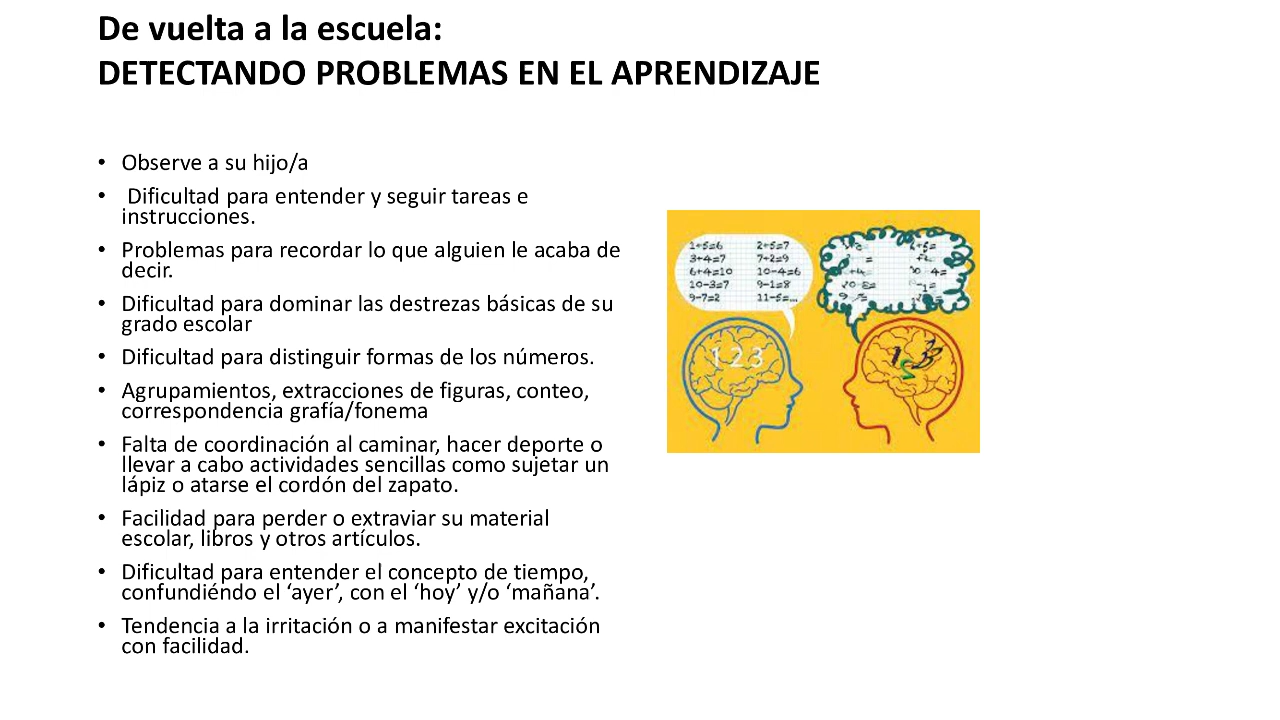 De vuelta a la escuela:
DETECTANDO PROBLEMAS EN EL APRENDIZAJE
• Observe a su hijo/a
• Dificultad para entender y seguir tareas e
instrucciones.
• Problemas para recordar lo que alguien le acaba de
decir.
• Dificultad para dominar las destrezas básicas de su
grado escolar
• Dificultad para distinguir formas de los números.
• Agrupamientos, extracciones de figuras, conteo,
correspondencia grafía/fonema
• Falta de coordinación al caminar, hacer deporte o
llevar a cabo actividades sencillas como sujetar un
lápiz o atarse el cordón del zapato.
• Facilidad para perder o extraviar su material
escolar, libros y otros artículos.
• Dificultad para entender el concepto de tiempo,
confundiéndo el ‘ayer’, con el ‘hoy’ y/o ‘mañana’.
• Tendencia a la irritación o a manifestar excitación
con facilidad.
1+5=6 2+5=7
3+4=7 7+2=9
6+4=10 10-4=6
10-3=7 9-1=8
9-7=2 11-5=...
1 2 3